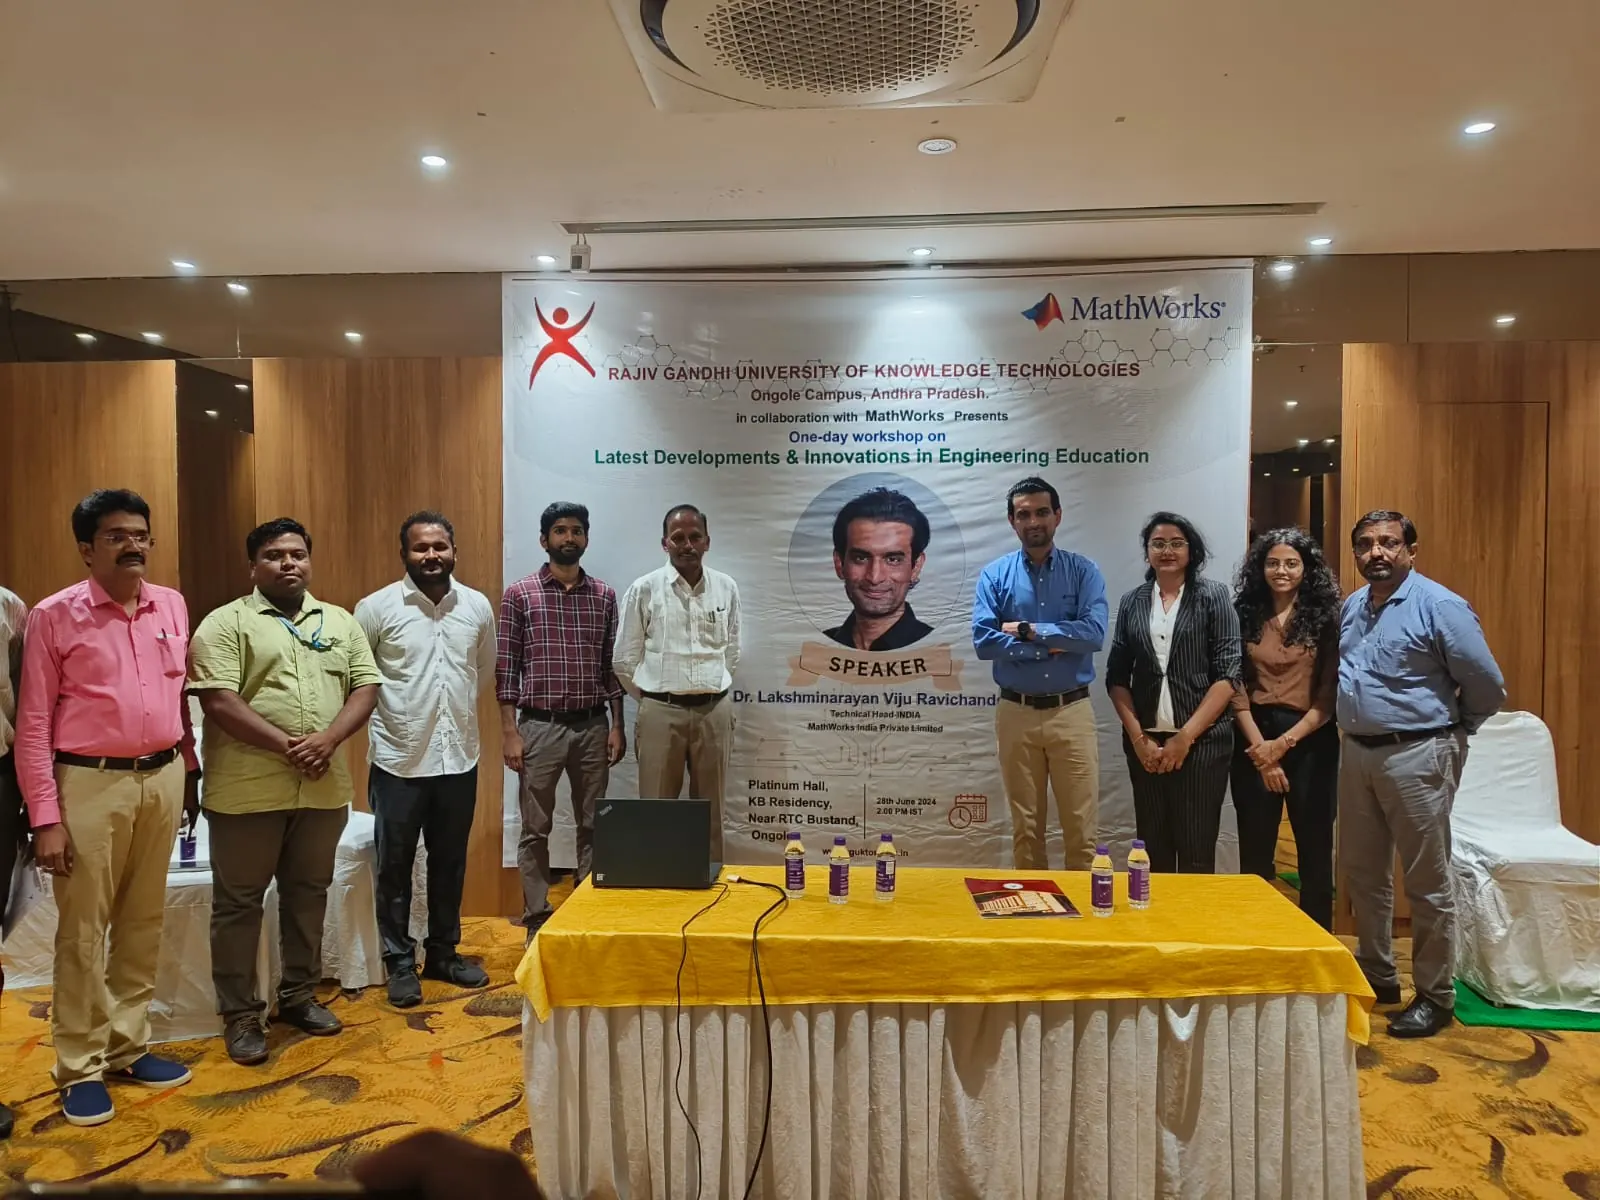 MathWorks®
RAJIV GANDHI UNIVERSITY OF KNOWLEDGE TECHNOLOGIES
Ongole Campus, Andhra Pradesh.
in collaboration with MathWorks Presents
One-day workshop on
Latest Developments & Innovations in Engineering Education
SPEAKER
Dr. Lakshminarayan Viju Ravichand
Technical Head-INDIA
MathWorks India Private Limited
Platinum Hall,
KB Residency,
Near RTC Bustand,
28th June 2024
2.00 PM IST